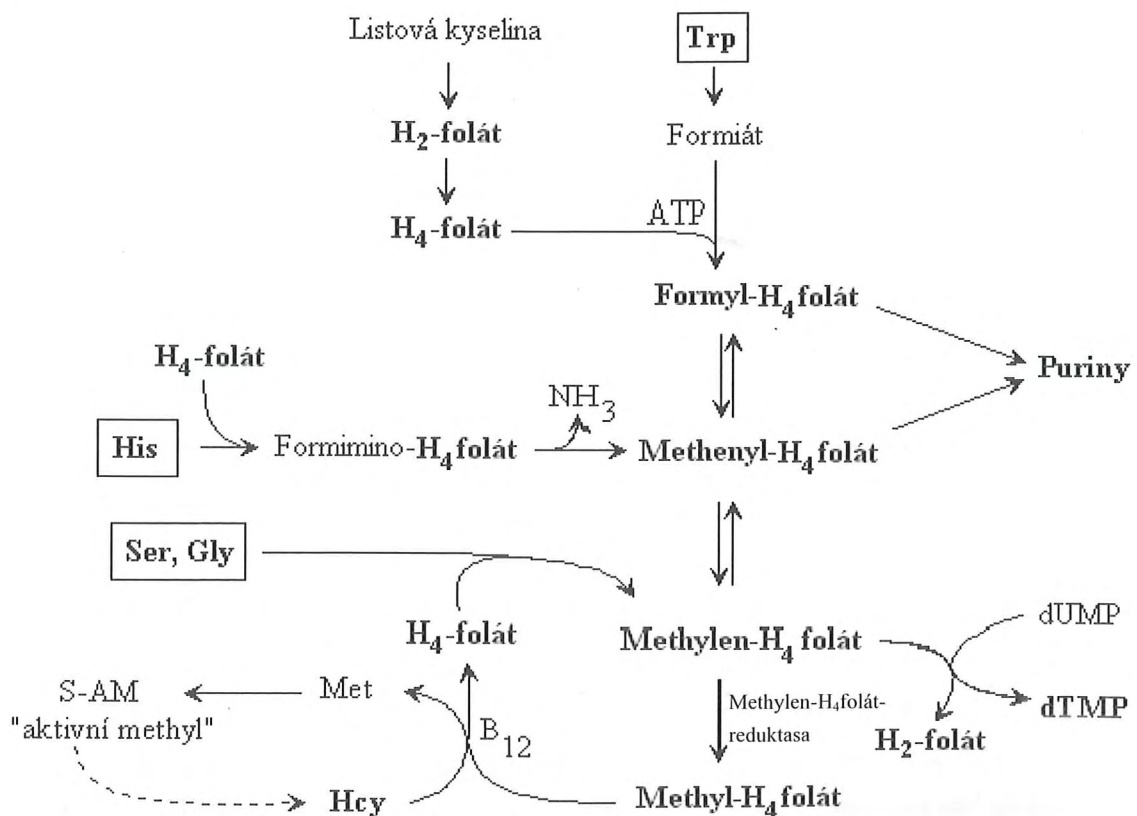 Listová kyselina
Trp
H₂-folát
Formiát
H₄-folát
ATP
Formyl-H₄folát
H₄-folát
Puriny
NH₃
His
Formimino-H₄folát
Methenyl-H₄folát
Ser, Gly
H₄-folát
Methylen-H₄ folát
dUMP
S-AM
Met
"aktivní methyl"
B₁₂
Methylen-H₄folát-
reduktasa
dTMP
H₂-folát
Hcy
Methyl-H₄folát